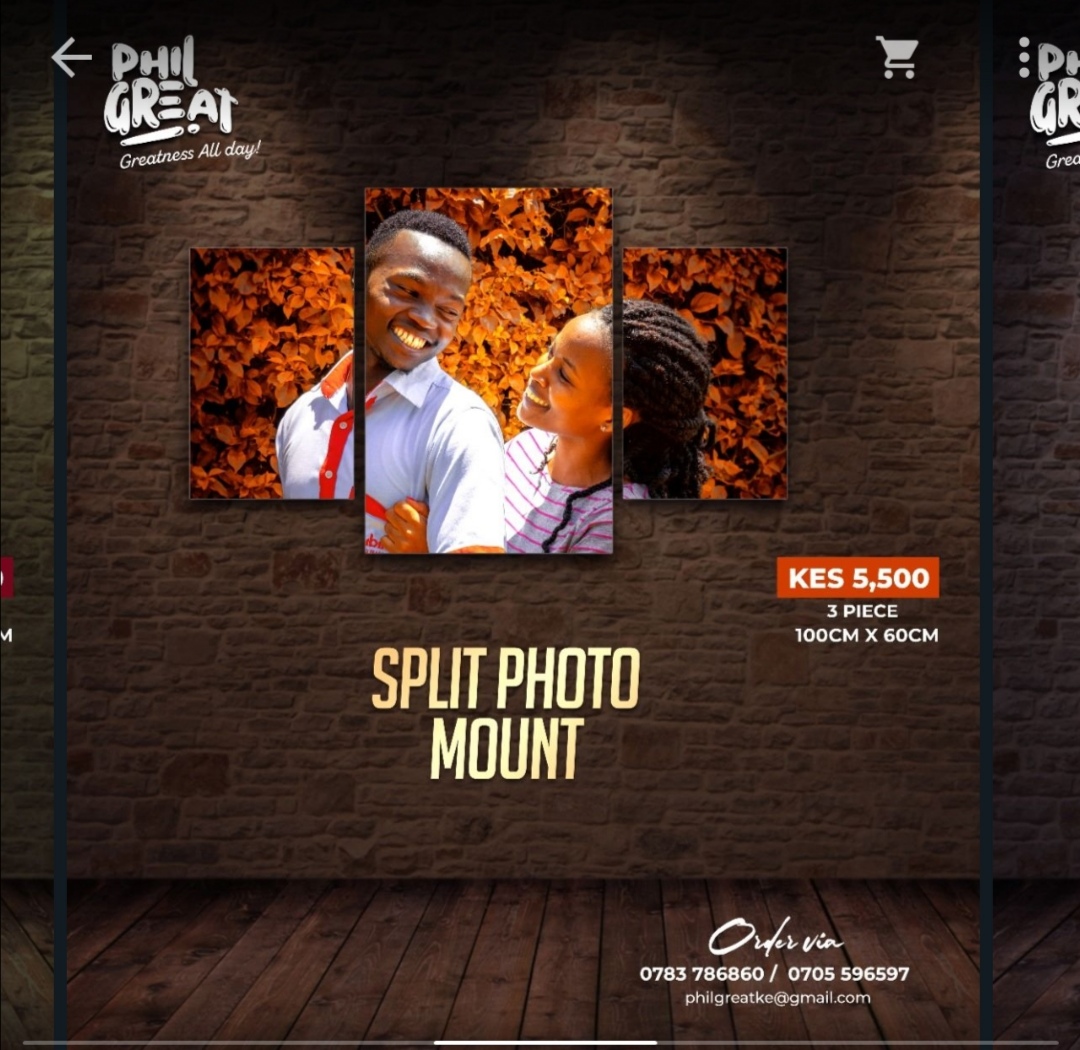 PHIL
GREAT
Greatness All day!
KES 5,500
3 PIECE
100CM X 60CM
SPLIT PHOTO
MOUNT
Order via
0783 786860 / 0705 596597
philgreatke@gmail.com